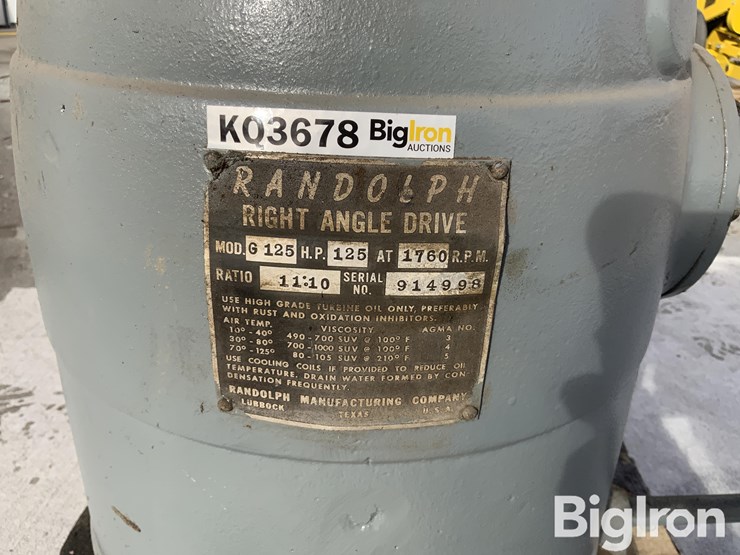 KQ3678 BigIron
AUCTIONS
RANDOLPH
RIGHT ANGLE DRIVE
MOD. G 125 H.P. 125 AT 1760 R.P.M.
RATIO 11:10 SERIAL NO. 914998
USE HIGH GRADE TURBINE OIL ONLY, PREFERABLY
WITH RUST AND OXIDATION INHIBITORS.
AIR TEMP. VISCOSITY. AGMA NO.
10° - 40° 490-700 SUV @ 100° F 3
30° - 80° 700-1000 SUV @ 100° F 4
70° - 125° 80 - 105 SUV @ 210° F 5
USE COOLING COILS IF PROVIDED TO REDUCE OIL
TEMPERATURE. DRAIN WATER FORMED BY CON
DENSATION FREQUENTLY.
RANDOLPH MANUFACTURING COMPANY
LUBBOCK TEXAS U.S.A.
BigIron